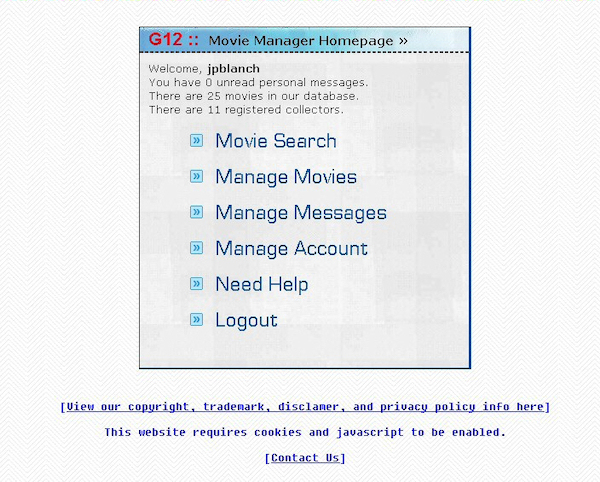 G12 :: Movie Manager Homepage »
Welcome, jpblanch
You have 0 unread personal messages.
There are 25 movies in our database.
There are 11 registered collectors.
» Movie Search
» Manage Movies
» Manage Messages
» Manage Account
» Need Help
» Logout
[View our copyright, trademark, disclamer, and privacy policy info here]
This website requires cookies and javascript to be enabled.
[Contact Us]